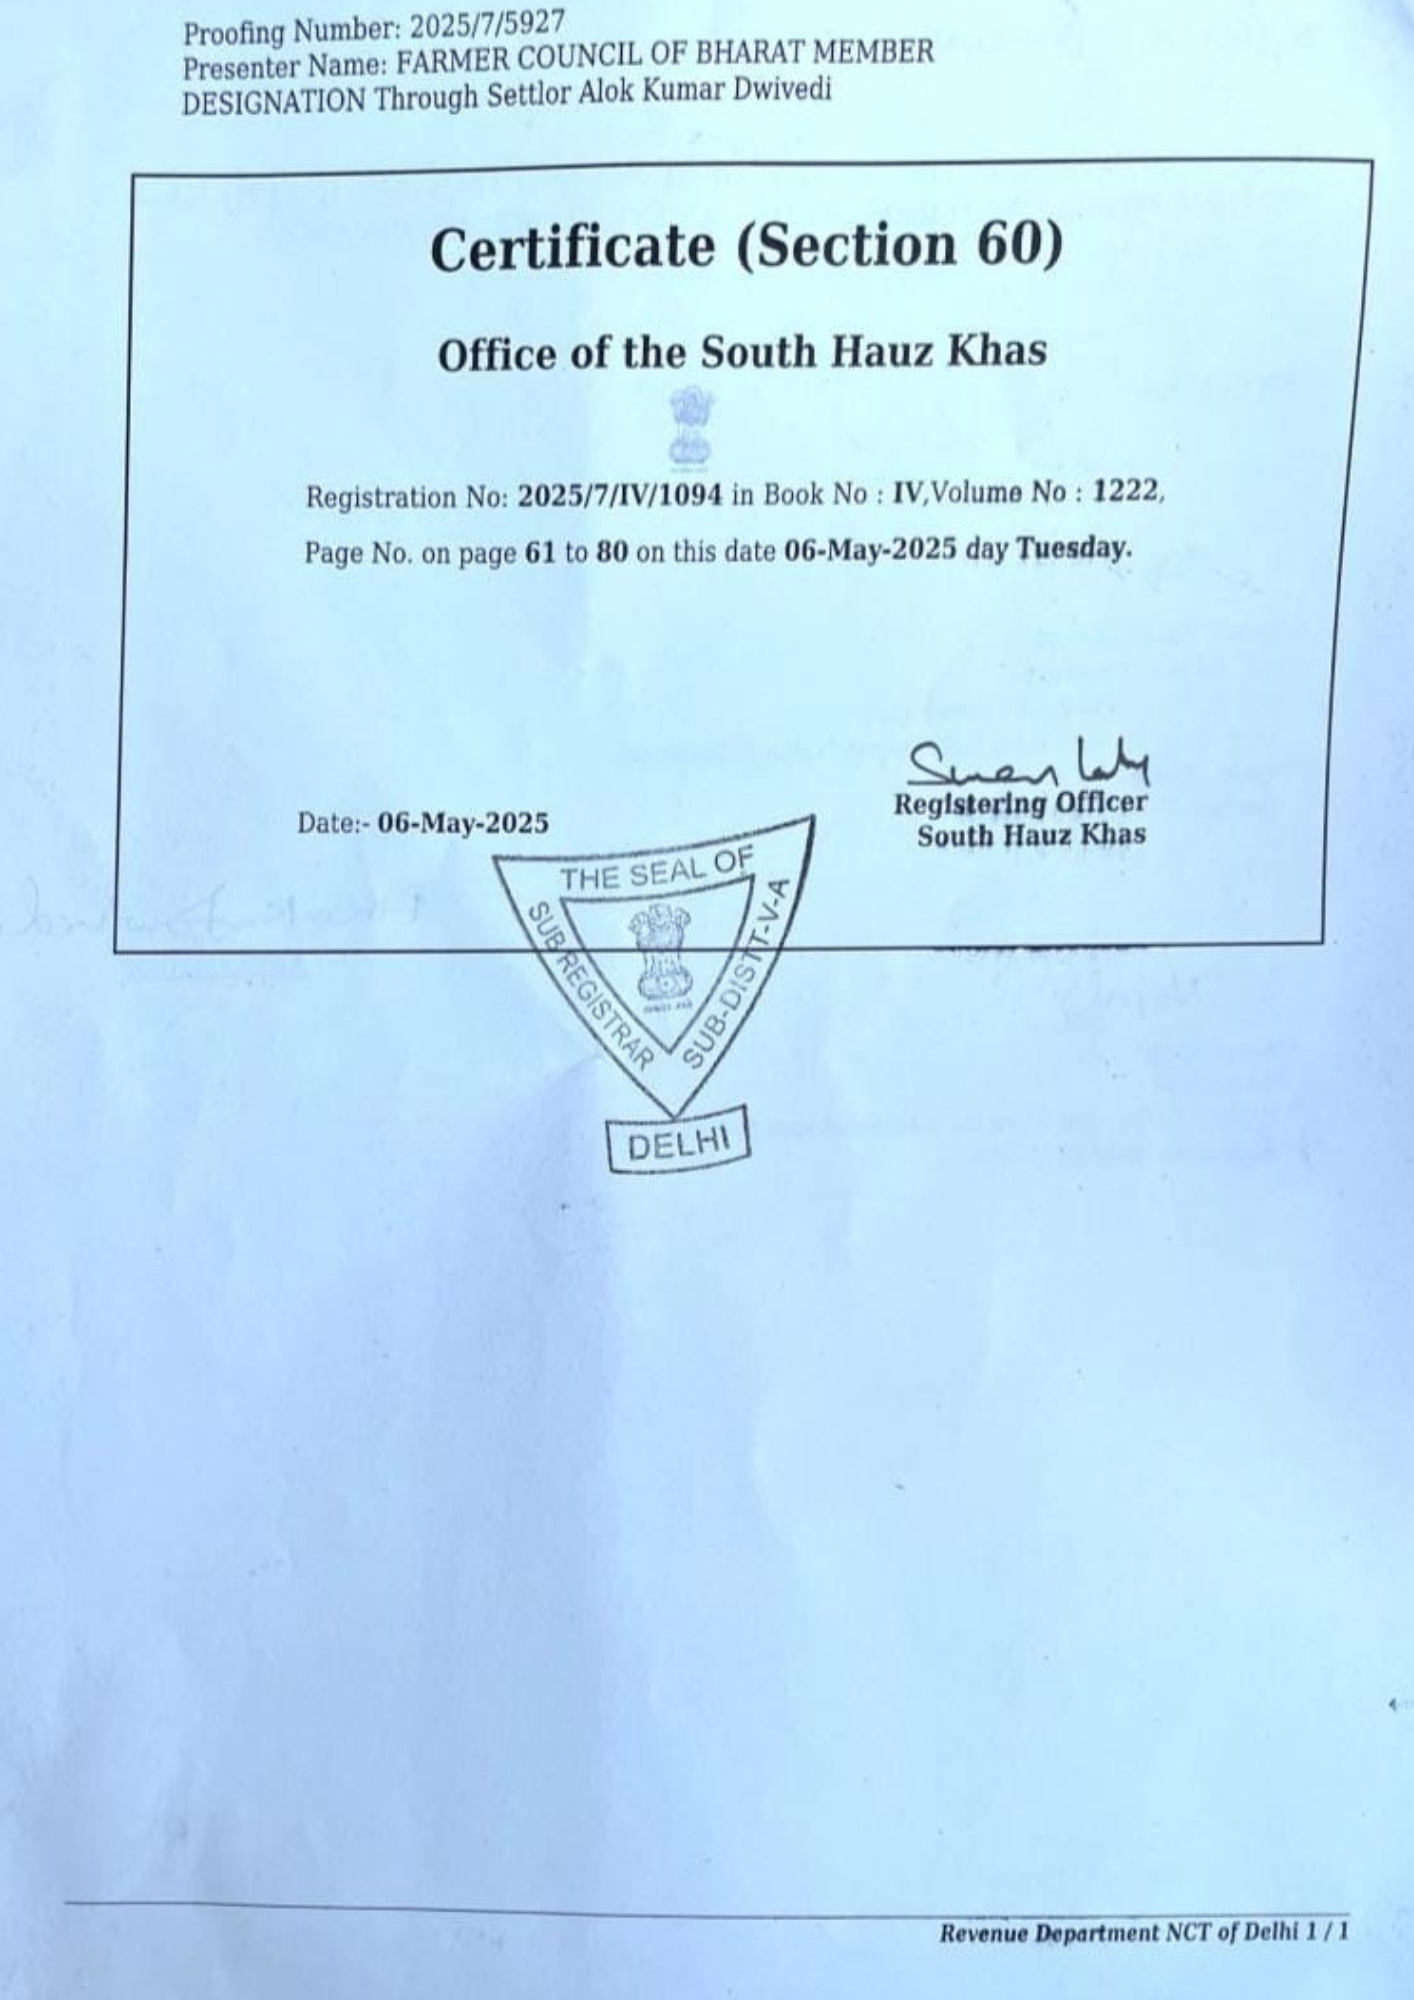 Proofing Number: 2025/7/5927
Presenter Name: FARMER COUNCIL OF BHARAT MEMBER
DESIGNATION Through Settlor Alok Kumar Dwivedi
Certificate (Section 60)
Office of the South Hauz Khas
Registration No: 2025/7/IV/1094 in Book No : IV,Volume No : 1222,
Page No. on page 61 to 80 on this date 06-May-2025 day Tuesday.
Registering Officer
South Hauz Khas
Date:- 06-May-2025
THE SEAL OF
SUB REGISTRAR
SUB-DISTT-V-A
DELHI
Revenue Department NCT of Delhi 1 / 1